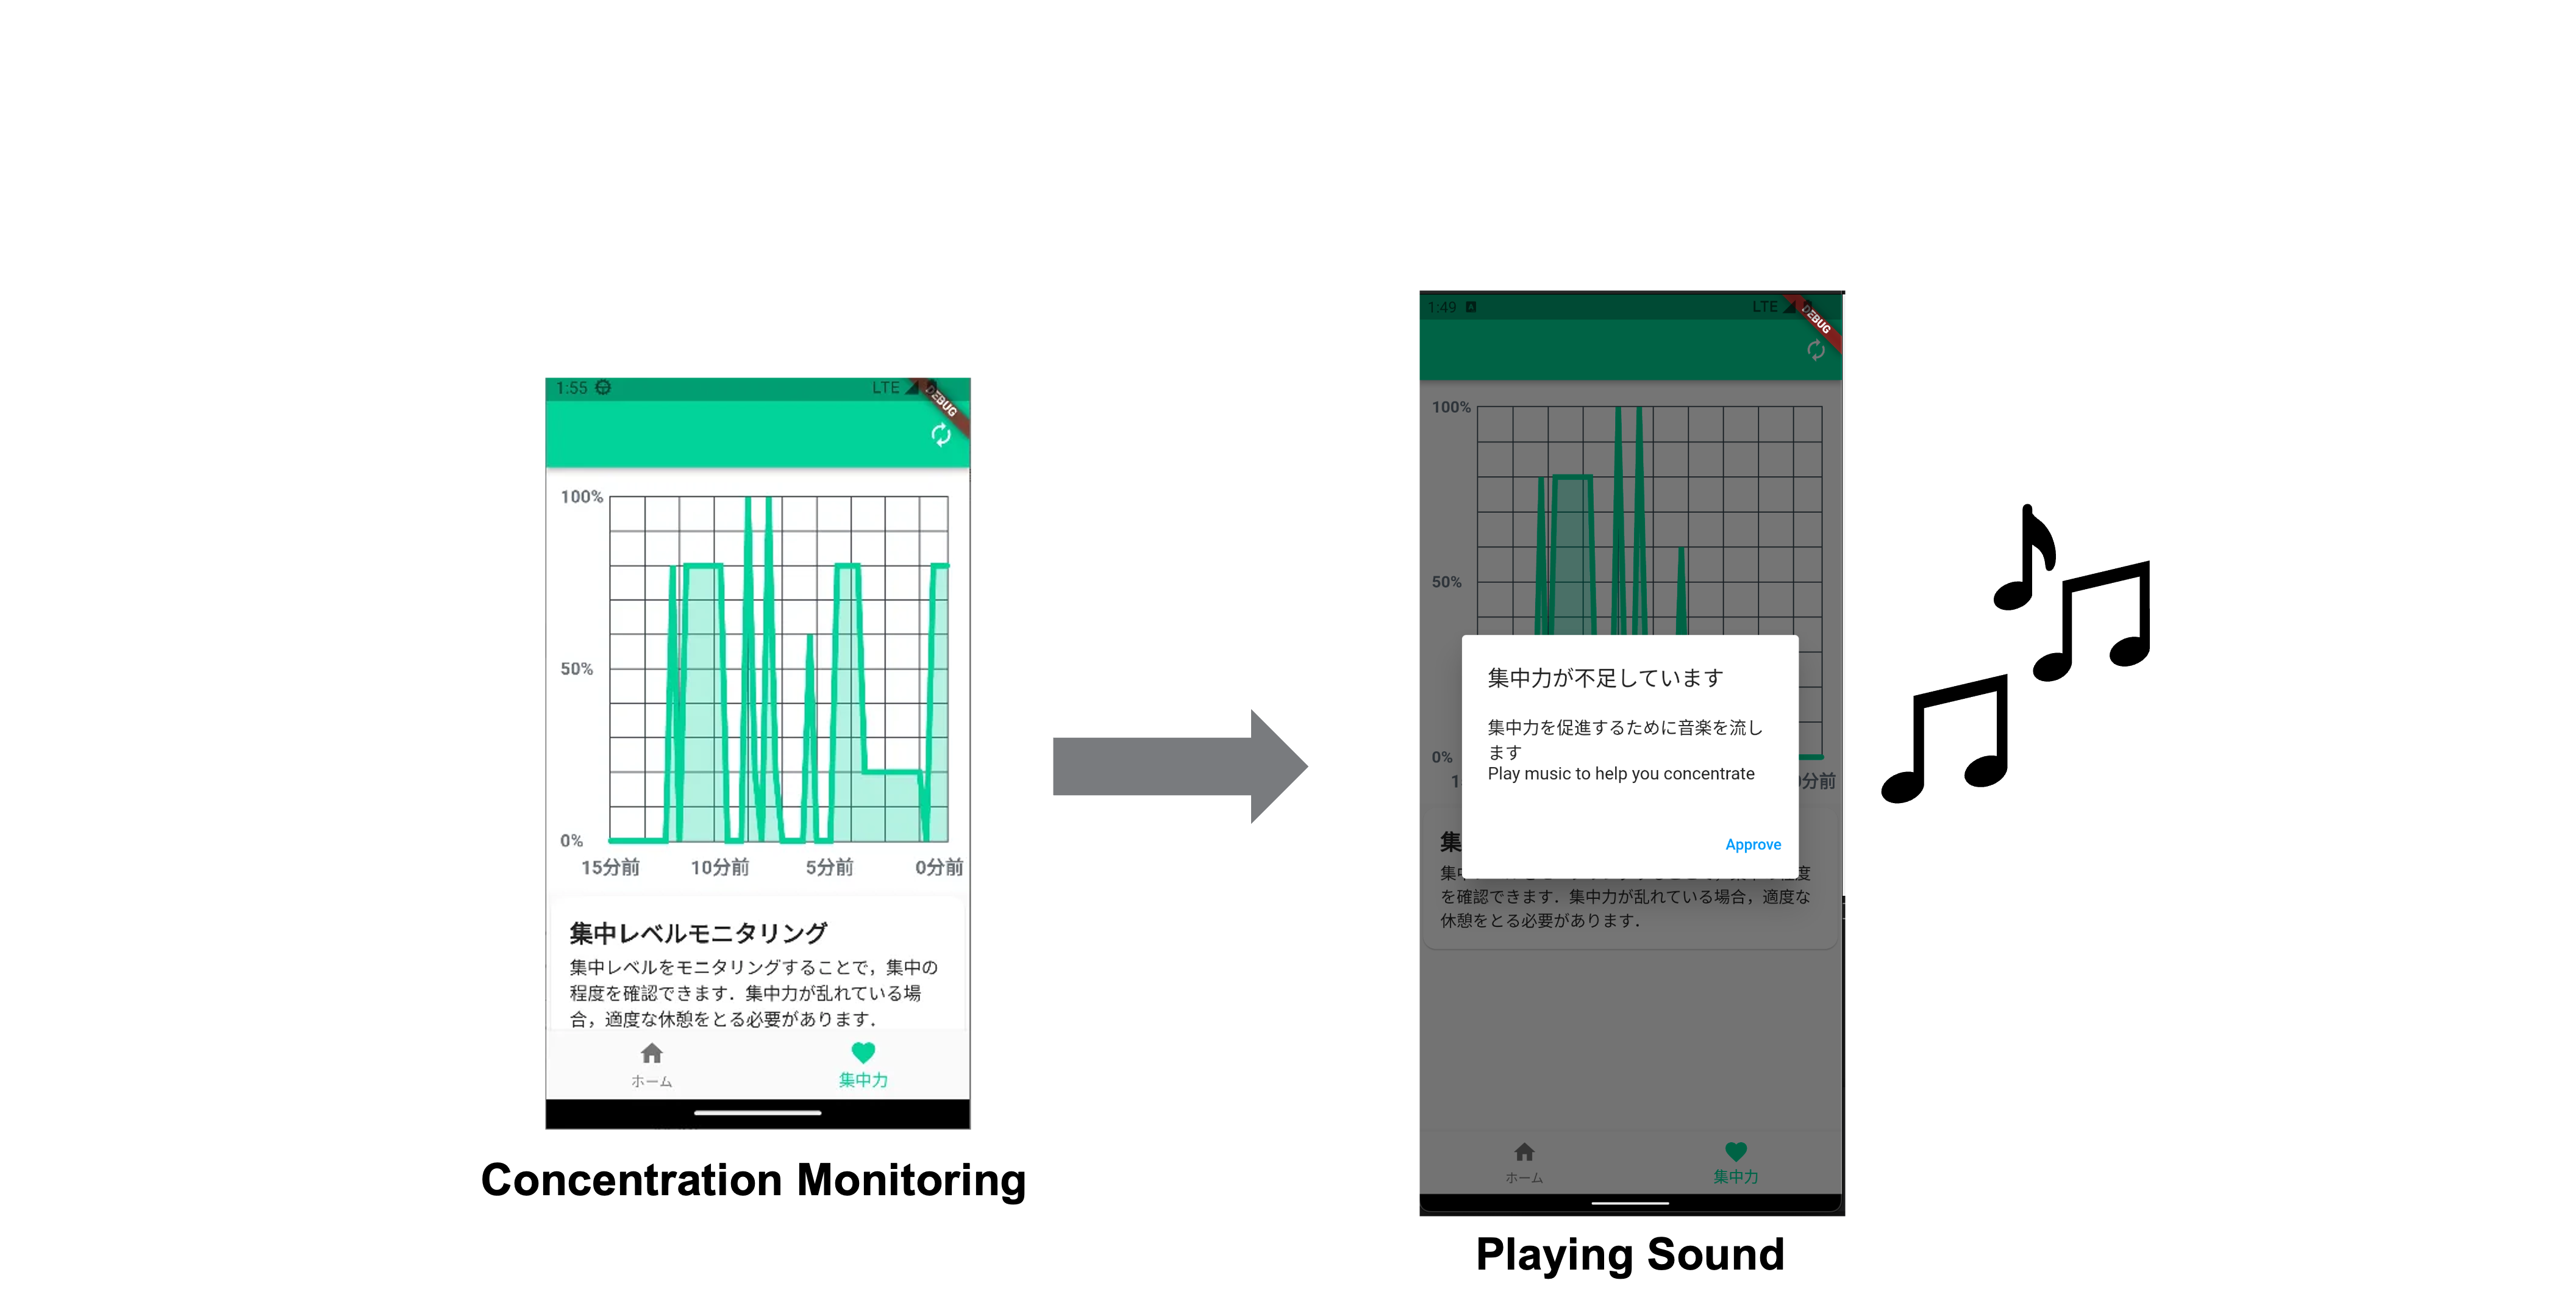 1:55
LTE
DEBUG
100%
50%
0%
15分前
10分前
5分前
0分前
集中レベルモニタリング
集中レベルをモニタリングすることで，集中の
程度を確認できます．集中力が乱れている場
合，適度な休憩をとる必要があります．
ホーム
集中力
Concentration Monitoring
1:49
LTE
DEBUG
100%
50%
0%
分前
集中力が不足しています
集中力を促進するために音楽を流し
ます
Play music to help you concentrate
Approve
集
度
を確認できます．集中力が乱れている場合，適度な
休憩をとる必要があります．
ホーム
集中力
Playing Sound